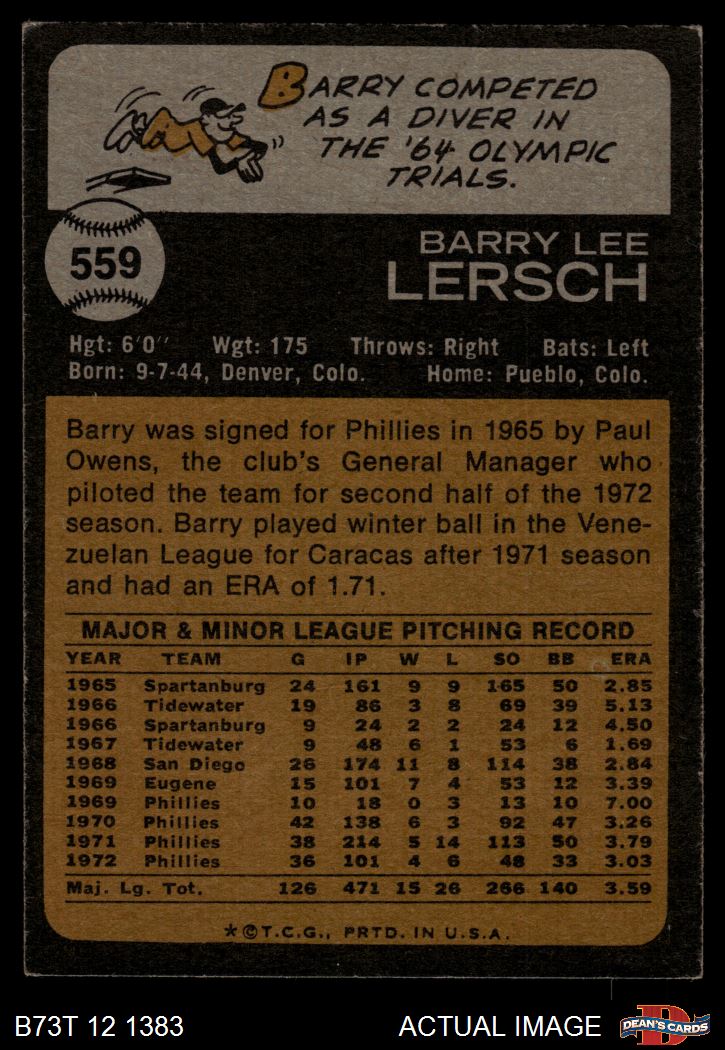 BARRY COMPETED
AS A DIVER IN
THE '64 OLYMPIC
TRIALS.
559
BARRY LEE
LERSCH
Hgt: 6'0" Wgt: 175 Throws: Right Bats: Left
Born: 9-7-44, Denver, Colo. Home: Pueblo, Colo.
Barry was signed for Phillies in 1965 by Paul
Owens, the club's General Manager who
piloted the team for second half of the 1972
season. Barry played winter ball in the Vene-
zuelan League for Caracas after 1971 season
and had an ERA of 1.71.
MAJOR & MINOR LEAGUE PITCHING RECORD
YEAR TEAM G IP W L SO BB ERA
1965 Spartanburg 24 161 9 9 165 50 2.85
1966 Tidewater 19 86 3 8 69 39 5.13
1966 Spartanburg 9 24 2 2 24 12 4.50
1967 Tidewater 9 48 6 1 53 6 1.69
1968 San Diego 26 174 11 8 114 38 2.84
1969 Eugene 15 101 7 4 53 12 3.39
1969 Phillies 10 18 0 3 13 10 7.00
1970 Phillies 42 138 6 3 92 47 3.26
1971 Phillies 38 214 5 14 113 50 3.79
1972 Phillies 36 101 4 6 48 33 3.03
Maj. Lg. Tot. 126 471 15 26 266 140 3.59
*©T.C.G., PRTD. IN U.S.A.
B73T 12 1383 ACTUAL IMAGE
D
DEAN'S CARDS